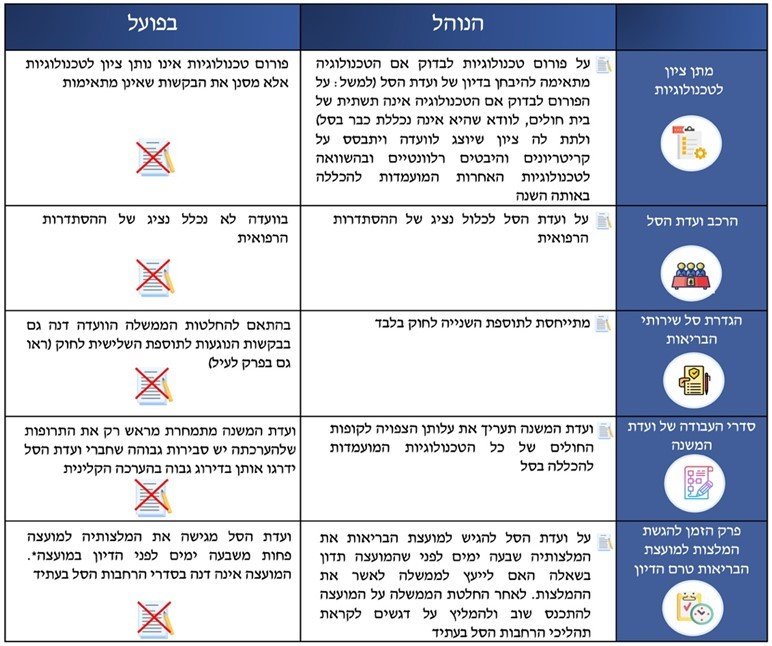 הנוהל
בפועל
מתן ציון
לטכנולוגיות
על פורום טכנולוגיות לבדוק אם הטכנולוגיה
מתאימה להיבחן בדיון של ועדת הסל (למשל: על
הפורום לבדוק אם הטכנולוגיה אינה תשתית של
בית חולים, לוודא שהיא אינה נכללת כבר בסל)
ולתת לה ציון שיוצג לוועדה ויתבסס על
קריטריונים והיבטים רלוונטיים ובהשוואה
לטכנולוגיות האחרות המועמדות להכללה
באותה השנה
פורום טכנולוגיות אינו נותן ציון לטכנולוגיות
אלא מסנן את הבקשות שאינן מתאימות
הרכב ועדת הסל
על ועדת הסל לכלול נציג של ההסתדרות
הרפואית
בוועדה לא נכלל נציג של ההסתדרות
הרפואית
הגדרת סל שירותי
הבריאות
מתייחסת לתוספת השנייה לחוק בלבד
בהתאם להחלטות הממשלה הוועדה דנה גם
בבקשות הנוגעות לתוספת השלישית לחוק (ראו
גם בפרק לעיל)
סדרי העבודה של ועדת
המשנה
ועדת המשנה תעריך את עלותן הצפויה לקופות
החולים של כל הטכנולוגיות המועמדות
להכללה בסל
ועדת המשנה מתמחרת מראש רק את התרופות
שלהערכתה יש סבירות גבוהה שחברי ועדת הסל
ידרגו אותן בדירוג גבוה בהערכה הקלינית
פרק הזמן להגשת
המלצות למועצת
הבריאות טרם הדיון
על ועדת הסל להגיש למועצת הבריאות את
המלצותיה שבעה ימים לפני שהמועצה תדון
בשאלה האם לייעץ לממשלה לאשר את
ההמלצות. לאחר החלטת הממשלה על המועצה
להתכנס שוב ולהמליץ על דגשים לקראת
תהליכי הרחבות הסל בעתיד
ועדת הסל מגישה את המלצותיה למועצה
פחות משבעה ימים לפני הדיון במועצה*.
המועצה אינה דנה בסדרי הרחבות הסל בעתיד